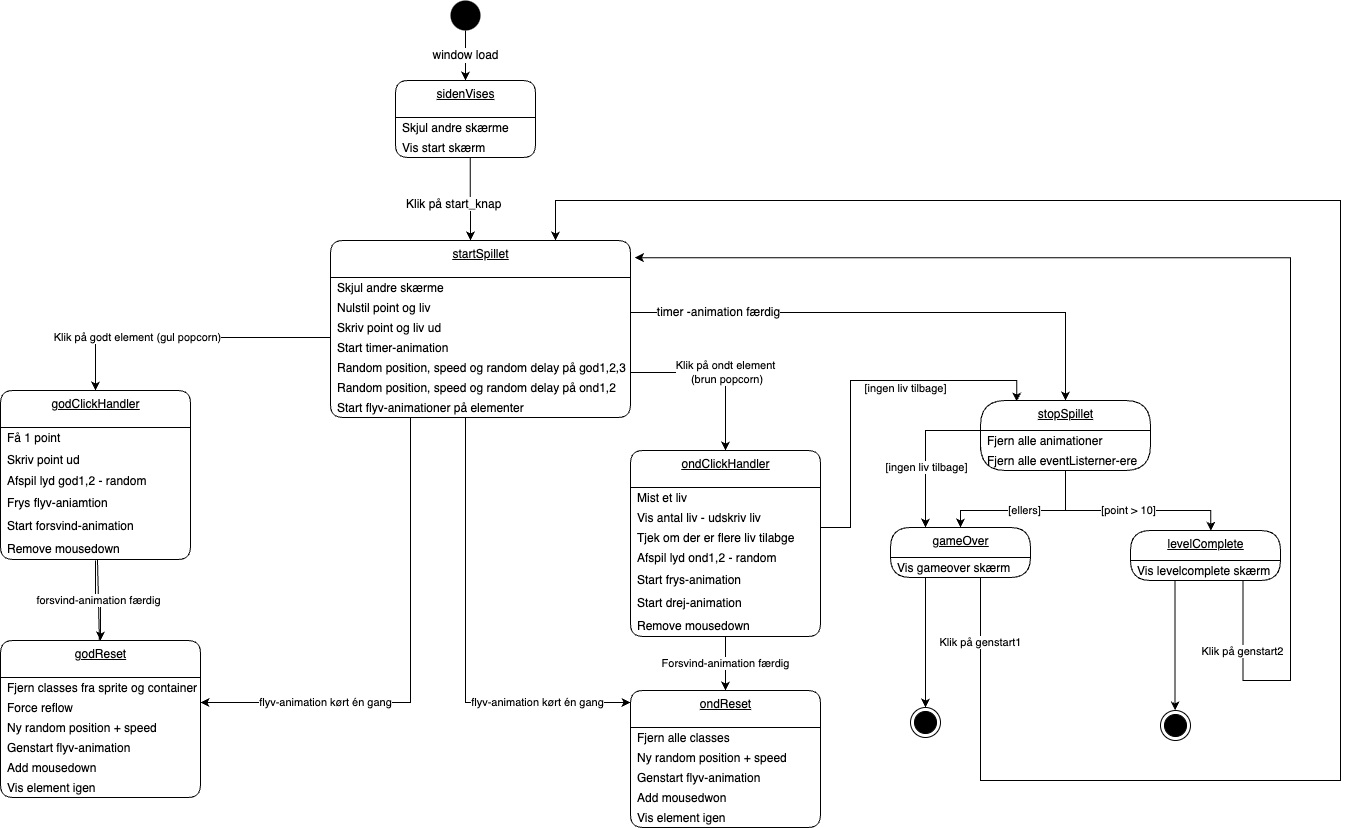 window load
sidenVises
Skjul andre skærme
Vis start skærm
Klik på start_knap
startSpillet
Skjul andre skærme
Nulstil point og liv
Skriv point og liv ud
Start timer-animation
Random position, speed og random delay på god1,2,3
Random position, speed og random delay på ond1,2
Start flyv-animationer på elementer
Klik på godt element (gul popcorn)
godClickHandler
Få 1 point
Skriv point ud
Afspil lyd god1,2 - random
Frys flyv-aniamtion
Start forsvind-animation
Remove mousedown
forsvind-animation færdig
godReset
Fjern classes fra sprite og container
Force reflow
Ny random position + speed
Genstart flyv-animation
Add mousedown
Vis element igen
flyv-animation kørt én gang
flyv-animation kørt én gang
Klik på ondt element
(brun popcorn)
ondClickHandler
Mist et liv
Vis antal liv - udskriv liv
Tjek om der er flere liv tilabge
Afspil lyd ond1,2 - random
Start frys-animation
Start drej-animation
Remove mousedown
Forsvind-animation færdig
ondReset
Fjern alle classes
Ny random position + speed
Genstart flyv-animation
Add mousedwon
Vis element igen
timer -animation færdig
[ingen liv tilbage]
stopSpillet
Fjern alle animationer
Fjern alle eventListerner-ere
[ingen liv tilbage]
[ellers]
[point > 10]
gameOver
Vis gameover skærm
levelComplete
Vis levelcomplete skærm
Klik på genstart1
Klik på genstart2